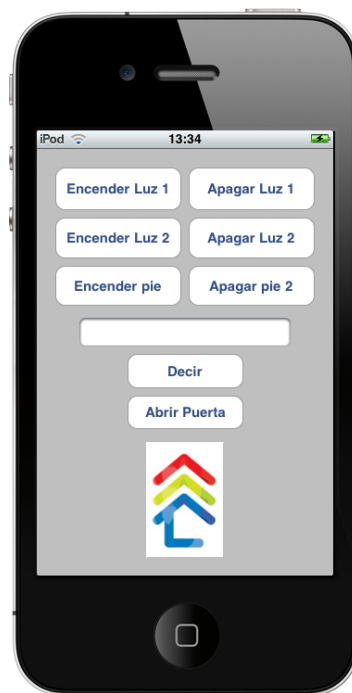 iPod 13:34
Encender Luz 1 Apagar Luz 1
Encender Luz 2 Apagar Luz 2
Encender pie Apagar pie 2
Decir
Abrir Puerta